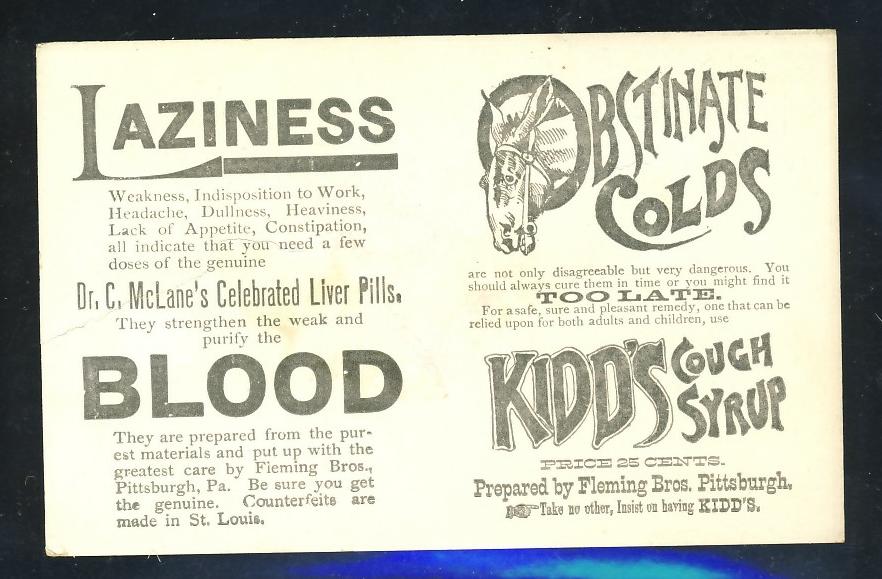 LAZINESS
Weakness, Indisposition to Work,
Headache, Dullness, Heaviness,
Lack of Appetite, Constipation,
all indicate that you need a few
doses of the genuine
Dr. C. McLane's Celebrated Liver Pills.
They strengthen the weak and
purify the
BLOOD
They are prepared from the pur-
est materials and put up with the
greatest care by Fleming Bros.,
Pittsburgh, Pa. Be sure you get
the genuine. Counterfeits are
made in St. Louis.
OBSTINATE
COLDS
are not only disagreeable but very dangerous. You
should always cure them in time or you might find it
TOO LATE.
For a safe, sure and pleasant remedy, one that can be
relied upon for both adults and children, use
KIDD'S COUGH
SYRUP
PRICE 25 CENTS.
Prepared by Fleming Bros. Pittsburgh.
Take no other, Insist on having KIDD'S.